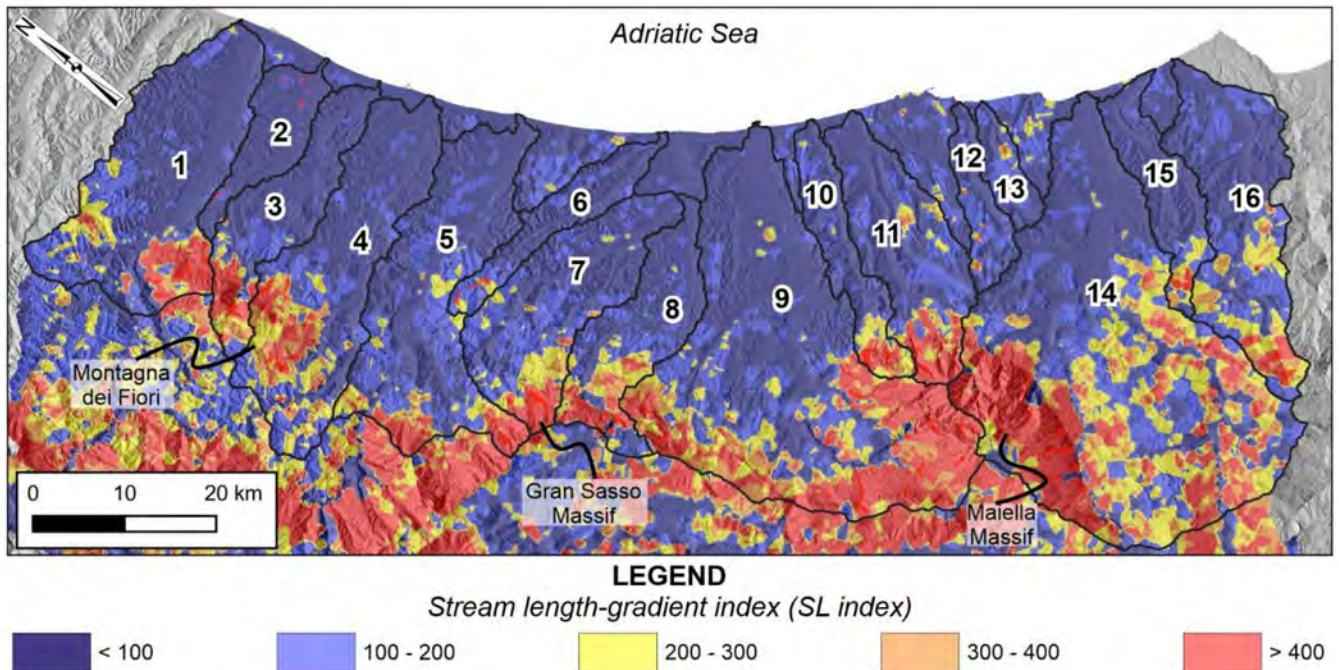 Adriatic Sea
N
1
2
3
4
5
6
7
8
9
10
11
12
13
14
15
16
Montagna
dei Fiori
Gran Sasso
Massif
Maiella
Massif
0 10 20 km
LEGEND
Stream length-gradient index (SL index)
< 100
100 - 200
200 - 300
300 - 400
> 400